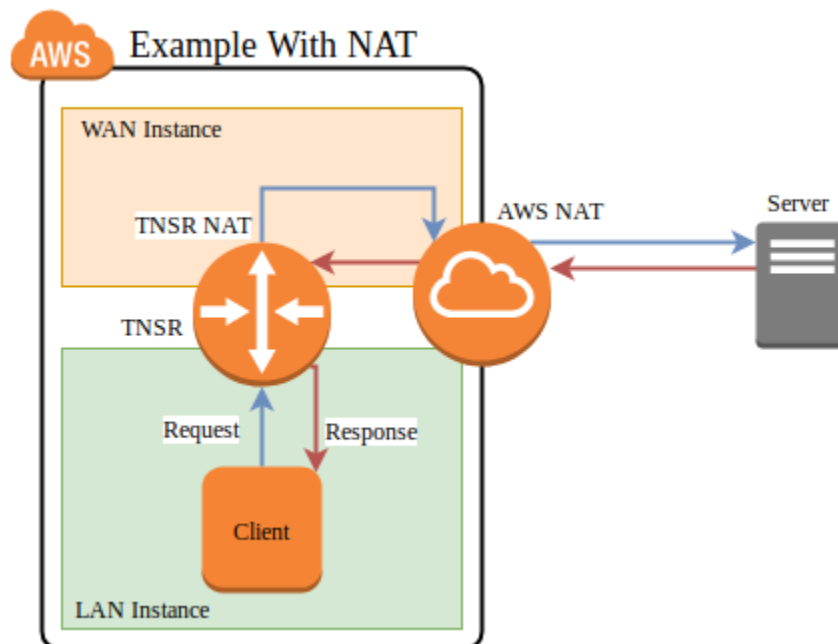 AWS
Example With NAT
WAN Instance
TNSR NAT
AWS NAT
Server
TNSR
Request
Response
Client
LAN Instance